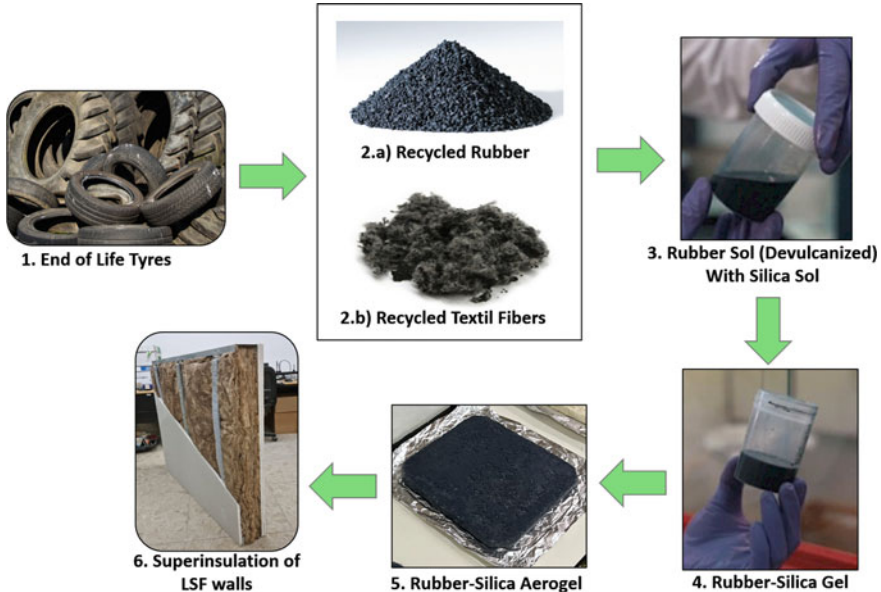 2.a) Recycled Rubber
1. End of Life Tyres
2.b) Recycled Textil Fibers
3. Rubber Sol (Devulcanized)
With Silica Sol
6. Superinsulation of
LSF walls
5. Rubber-Silica Aerogel
4. Rubber-Silica Gel